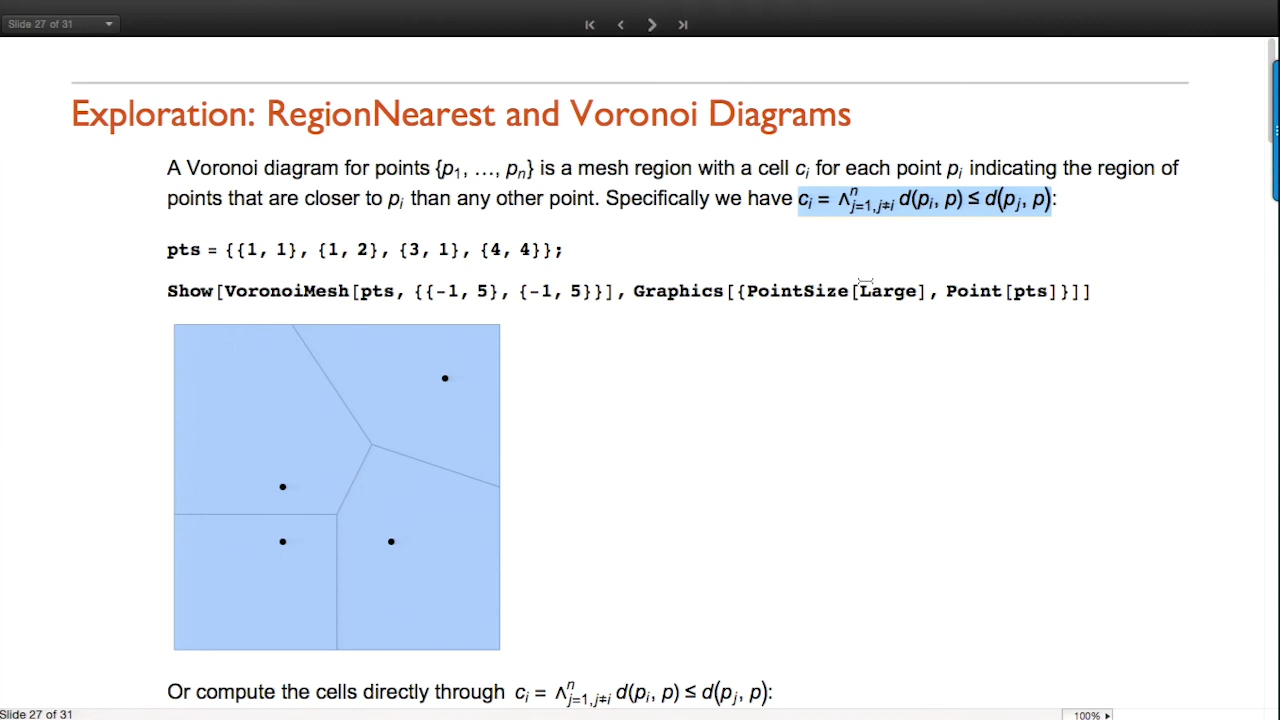 Slide 27 of 31
Exploration: RegionNearest and Voronoi Diagrams
A Voronoi diagram for points {p₁, …, pₙ} is a mesh region with a cell cᵢ for each point pᵢ indicating the region of
points that are closer to pᵢ than any other point. Specifically we have cᵢ = ∧ⁿⱼ₌₁,ⱼ≠ᵢ d(pᵢ, p) ≤ d(pⱼ, p):
pts = {{1, 1}, {1, 2}, {3, 1}, {4, 4}};
Show[VoronoiMesh[pts, {{-1, 5}, {-1, 5}}], Graphics[{PointSize[Large], Point[pts]}]]
Or compute the cells directly through cᵢ = ∧ⁿⱼ₌₁,ⱼ≠ᵢ d(pᵢ, p) ≤ d(pⱼ, p):
Slide 27 of 31
100%